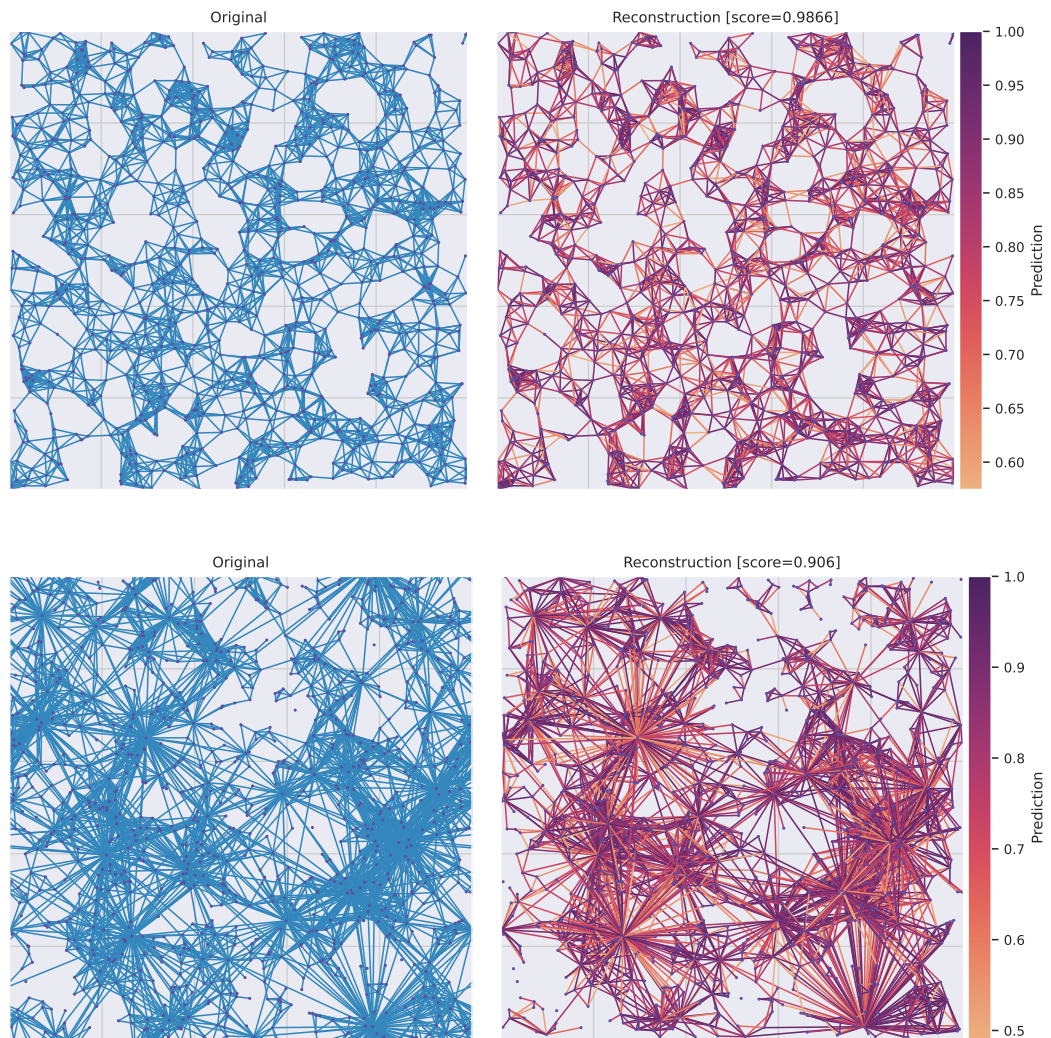 Original
Reconstruction [score=0.9866]
1.00
0.95
0.90
0.85
0.80
0.75
0.70
0.65
0.60
Prediction
Original
Reconstruction [score=0.906]
1.0
0.9
0.8
0.7
0.6
0.5
Prediction